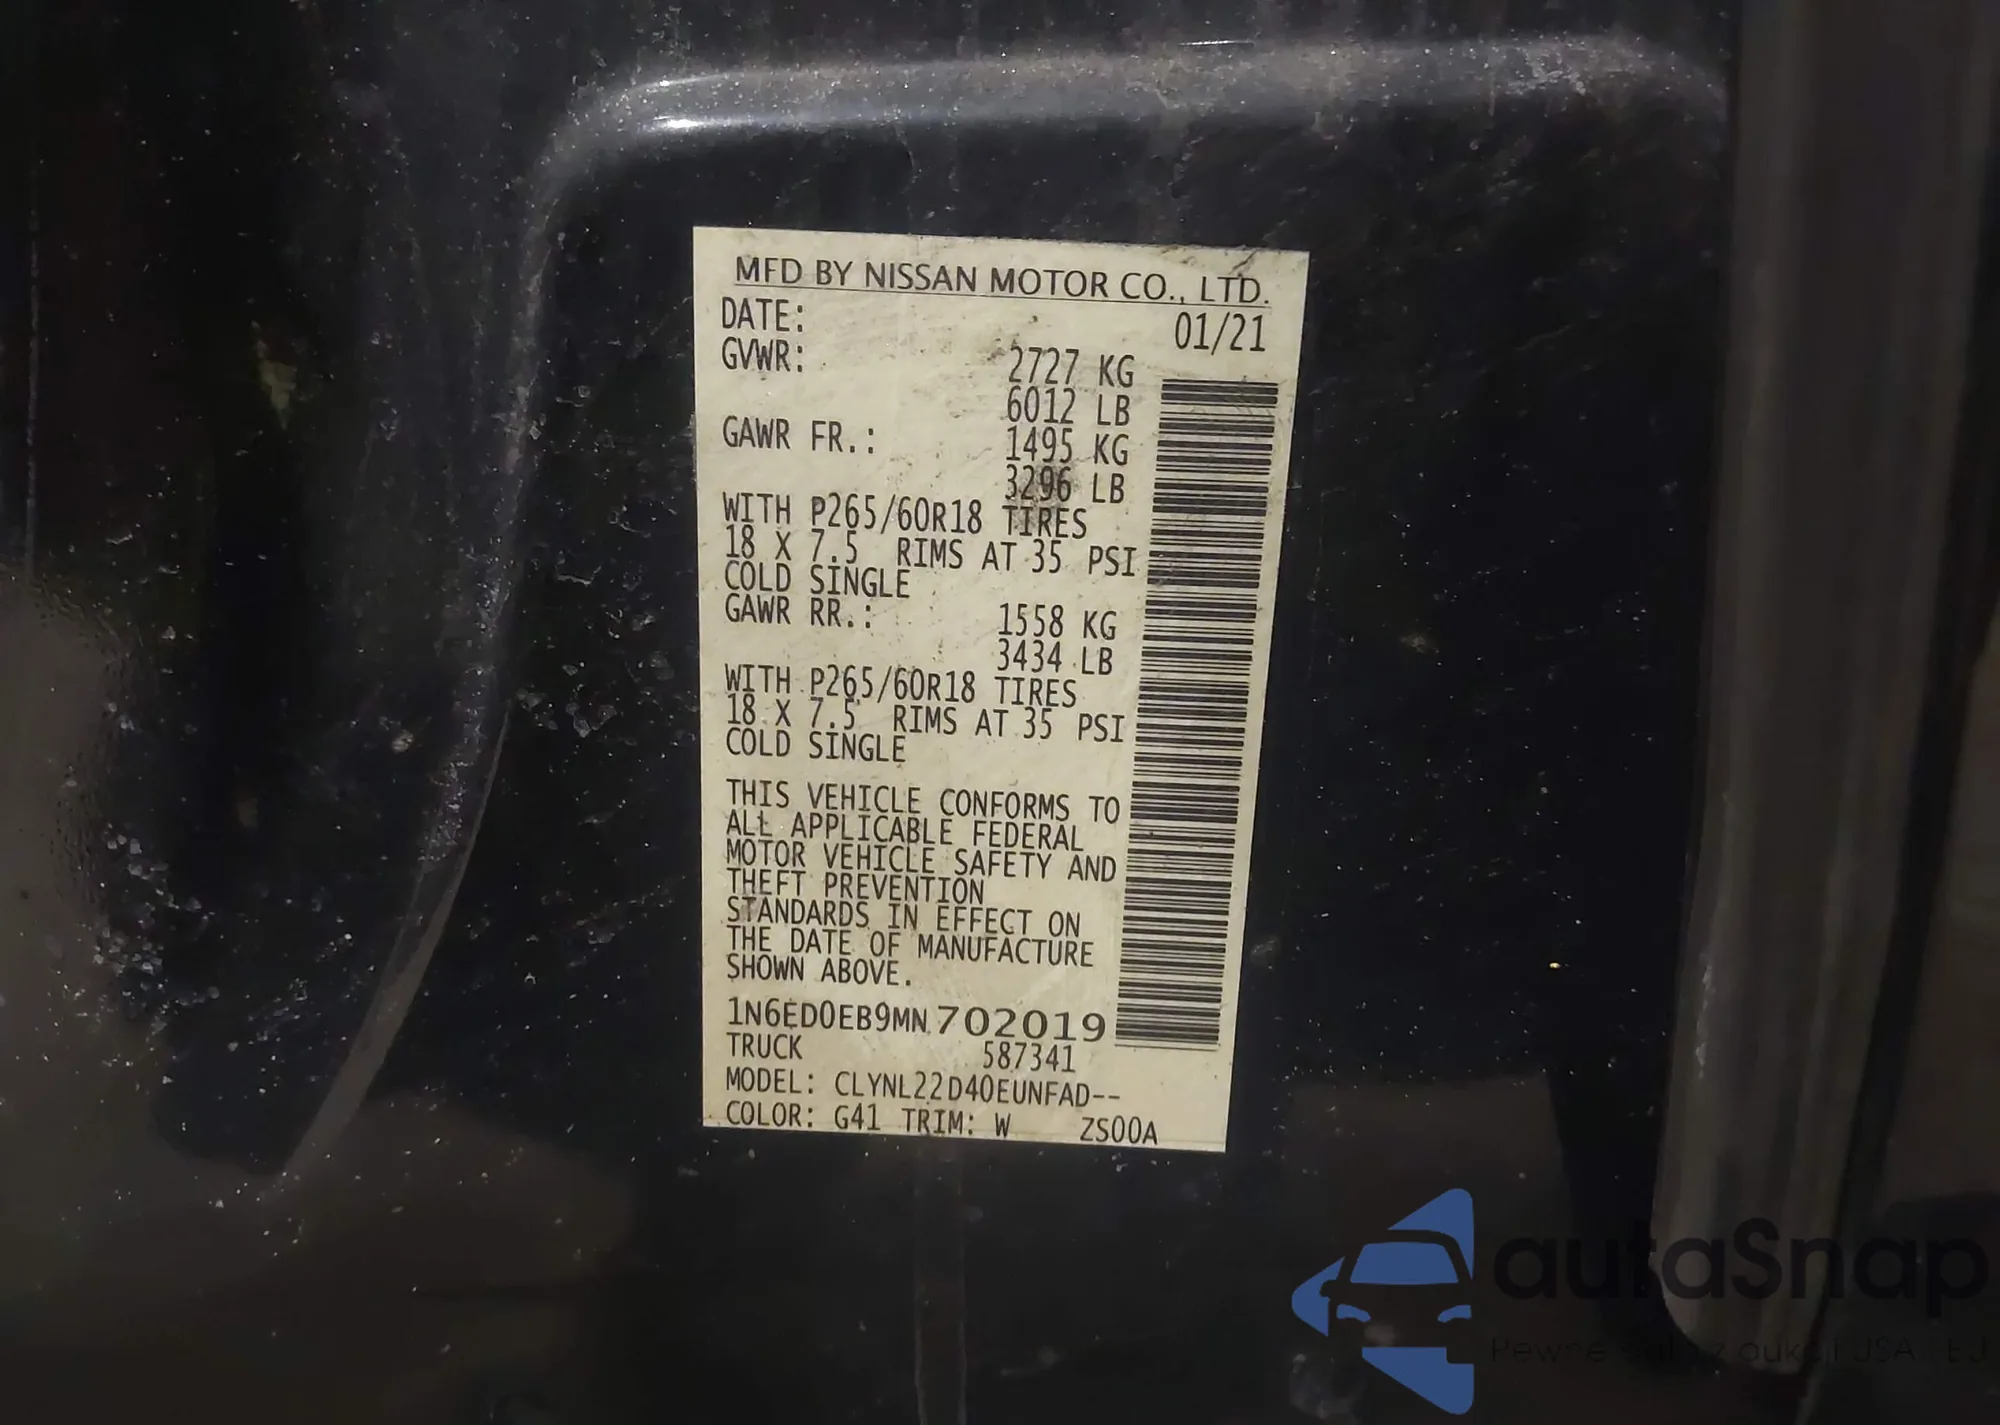 MFD BY NISSAN MOTOR CO., LTD.
DATE: 01/21
GVWR: 2727 KG
6012 LB
GAWR FR.: 1495 KG
3296 LB
WITH P265/60R18 TIRES
18 X 7.5 RIMS AT 35 PSI
COLD SINGLE
GAWR RR.: 1558 KG
3434 LB
WITH P265/60R18 TIRES
18 X 7.5 RIMS AT 35 PSI
COLD SINGLE
THIS VEHICLE CONFORMS TO
ALL APPLICABLE FEDERAL
MOTOR VEHICLE SAFETY AND
THEFT PREVENTION
STANDARDS IN EFFECT ON
THE DATE OF MANUFACTURE
SHOWN ABOVE.
1N6ED0EB9MN702019
TRUCK 587341
MODEL: CLYNL22D40EUNFAD--
COLOR: G41 TRIM: W ZS00A
autaSnap
Pewne z USA